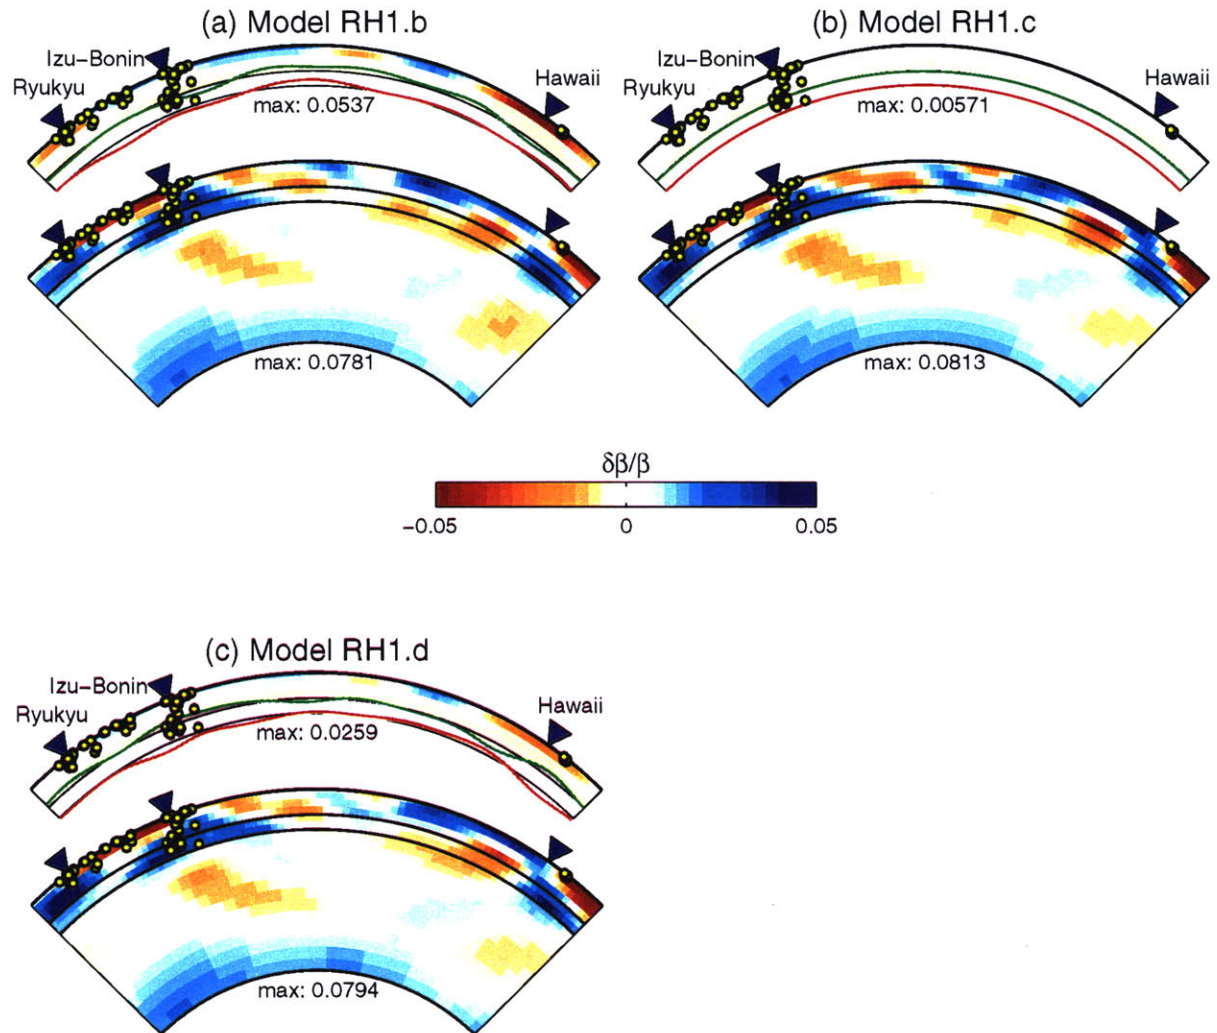 (a) Model RH1.b
Izu-Bonin
Ryukyu
Hawaii
max: 0.0537
max: 0.0781
(b) Model RH1.c
Izu-Bonin
Ryukyu
Hawaii
max: 0.00571
max: 0.0813
δβ/β
−0.05
0
0.05
(c) Model RH1.d
Izu−Bonin
Ryukyu
Hawaii
max: 0.0259
max: 0.0794